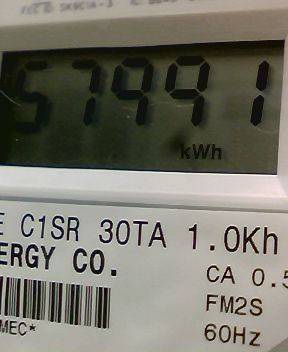 57991
kWh
E C1SR 30TA 1.0Kh
ERGY CO.
CA 0.5
FM2S
MEC*
60Hz